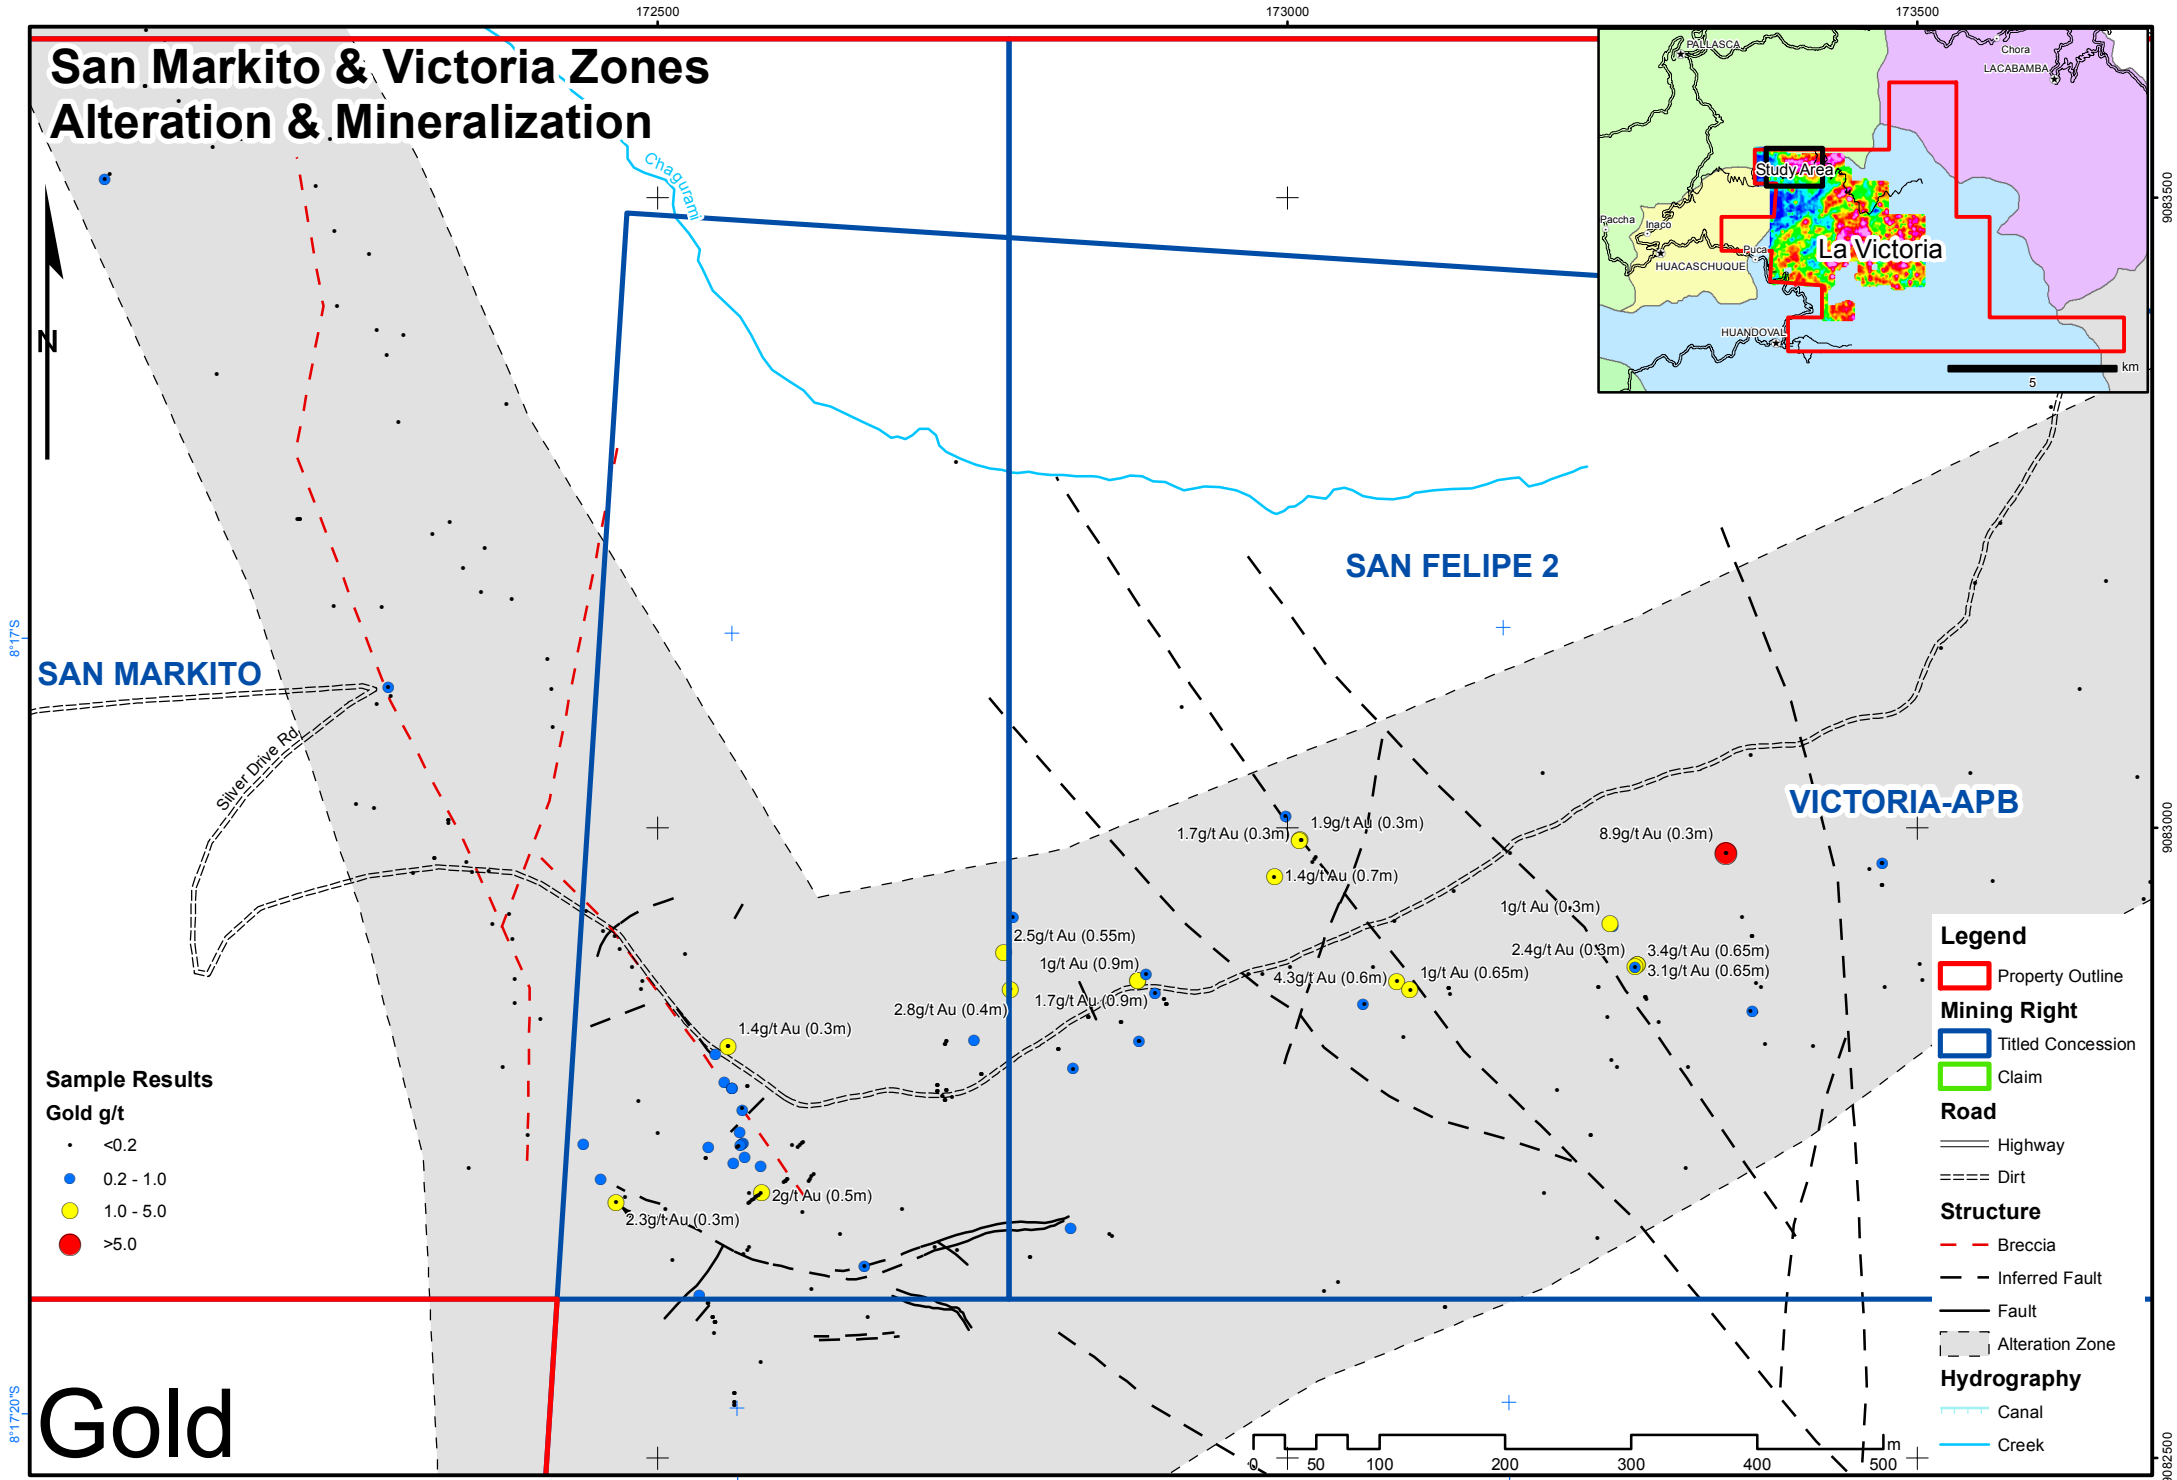 172500
173000
173500
San Markito & Victoria Zones
Alteration & Mineralization
PALLASCA
Chora
LACABAMBA
Study Area
Paccha
Inaco
Puca
La Victoria
HUACASCHUQUE
HUANDOVAL
km
5
Chagurami
N
9083500
8°17'S
SAN FELIPE 2
SAN MARKITO
Silver Drive Rd
VICTORIA-APB
9083000
1.7g/t Au (0.3m)
1.9g/t Au (0.3m)
8.9g/t Au (0.3m)
1.4g/t Au (0.7m)
1g/t Au (0.3m)
2.5g/t Au (0.55m)
2.4g/t Au (0.3m)
3.4g/t Au (0.65m)
1g/t Au (0.9m)
4.3g/t Au (0.6m)
1g/t Au (0.65m)
3.1g/t Au (0.65m)
2.8g/t Au (0.4m)
1.7g/t Au (0.9m)
1.4g/t Au (0.3m)
2g/t Au (0.5m)
2.3g/t Au (0.3m)
Sample Results
Gold g/t
<0.2
0.2 - 1.0
1.0 - 5.0
>5.0
Legend
Property Outline
Mining Right
Titled Concession
Claim
Road
Highway
Dirt
Structure
Breccia
Inferred Fault
Fault
Alteration Zone
Hydrography
Canal
Creek
8°17'20"S
Gold
0 50 100 200 300 400 500
m
9082500